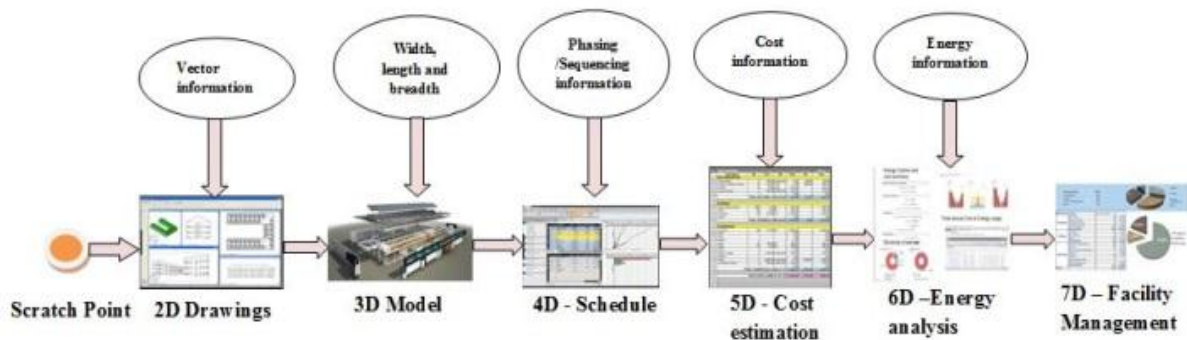 Vector
information
Width,
length and
breadth
Phasing
/Sequencing
information
Cost
information
Energy
information
Scratch Point
2D Drawings
3D Model
4D - Schedule
5D - Cost
estimation
6D –Energy
analysis
7D – Facility
Management